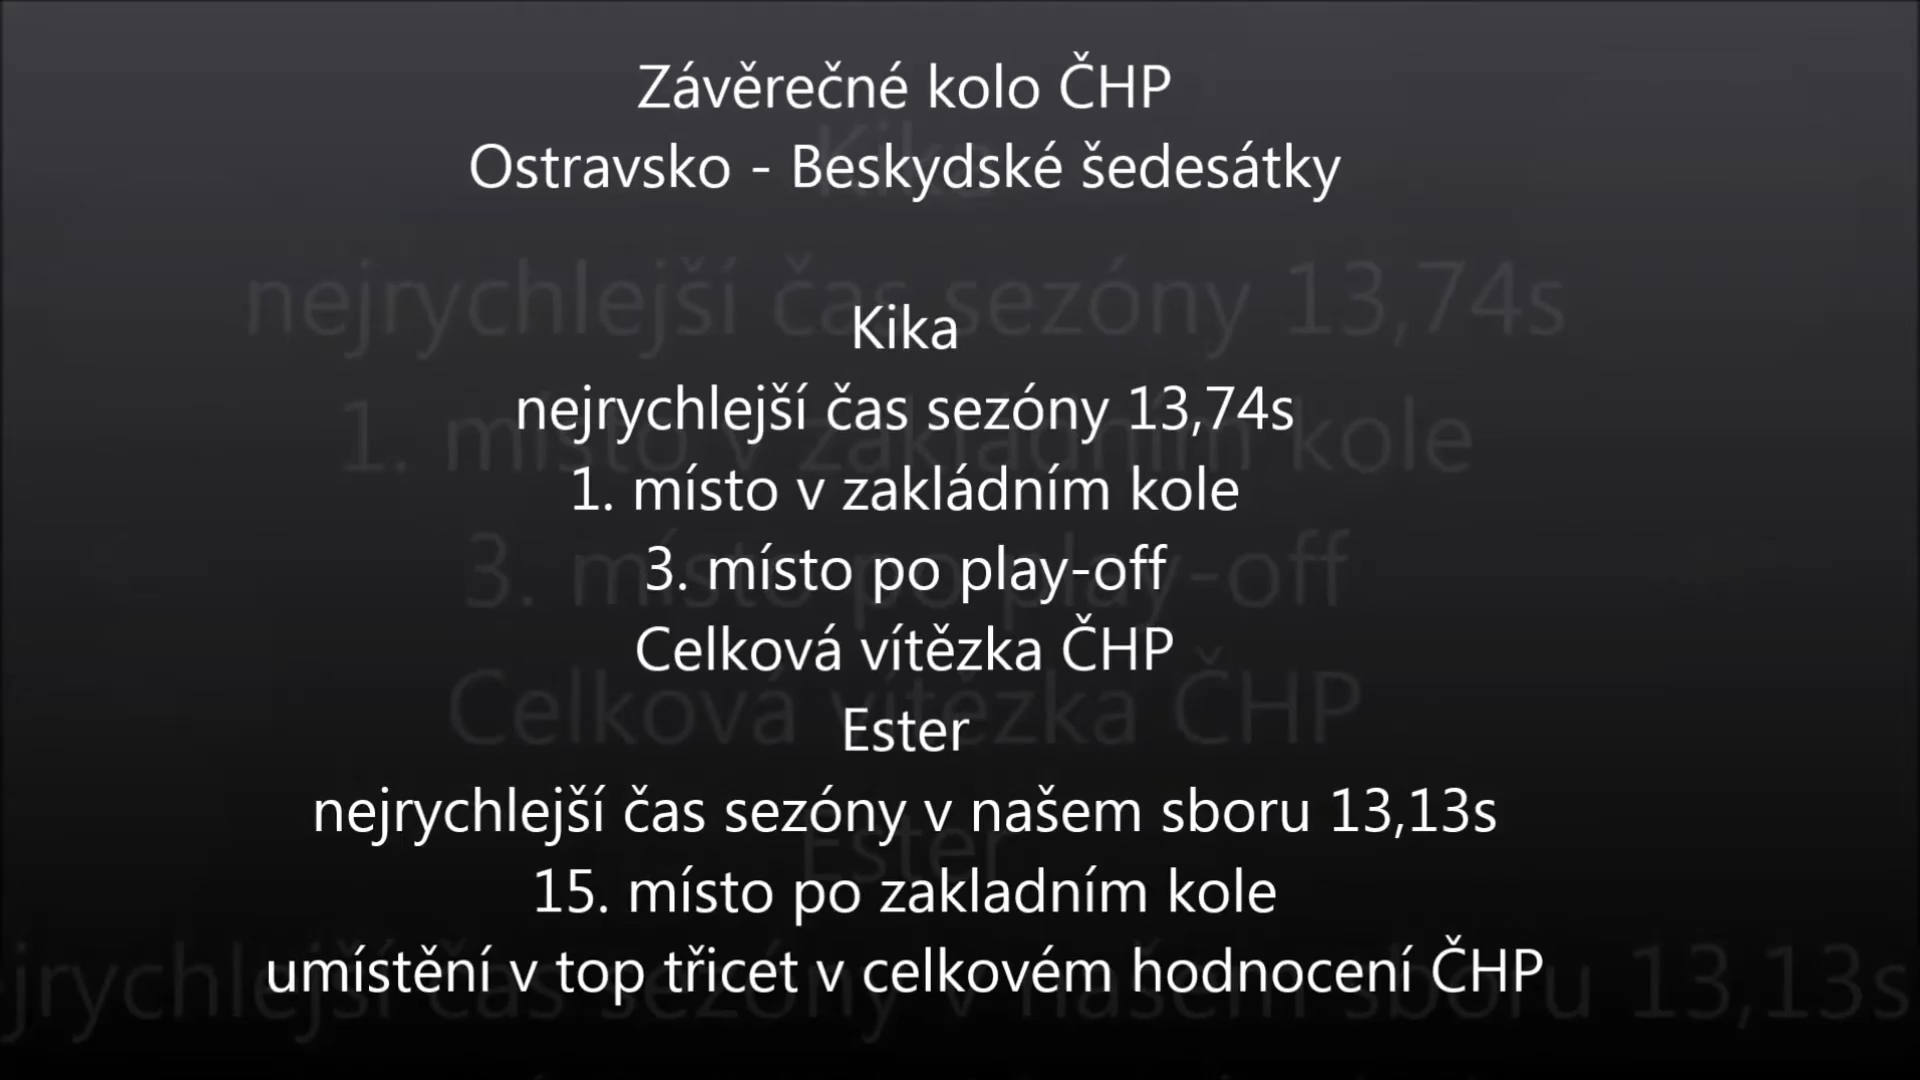 Závěrečné kolo ČHP
Ostravsko - Beskydské šedesátky
Kika
nejrychlejší čas sezóny 13,74s
1. místo v zakládním kole
3. místo po play-off
Celková vítězka ČHP
Ester
nejrychlejší čas sezóny v našem sboru 13,13s
15. místo po zakladním kole
umístění v top třicet v celkovém hodnocení ČHP